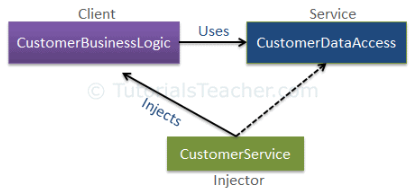 Client Service
CustomerBusinessLogic Uses CustomerDataAccess
© TutorialsTeacher.com
Injects
CustomerService
Injector